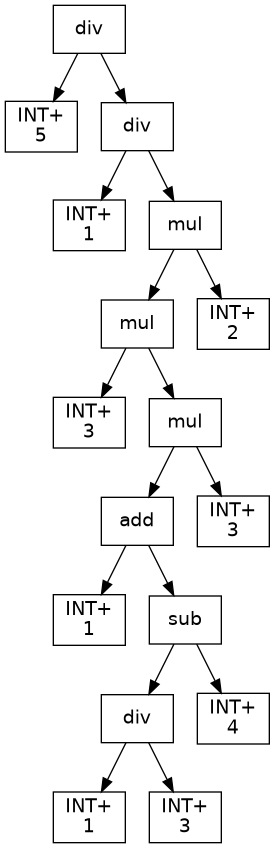 div
INT+
5
div
INT+
1
mul
mul
INT+
2
INT+
3
mul
add
INT+
3
INT+
1
sub
div
INT+
4
INT+
1
INT+
3